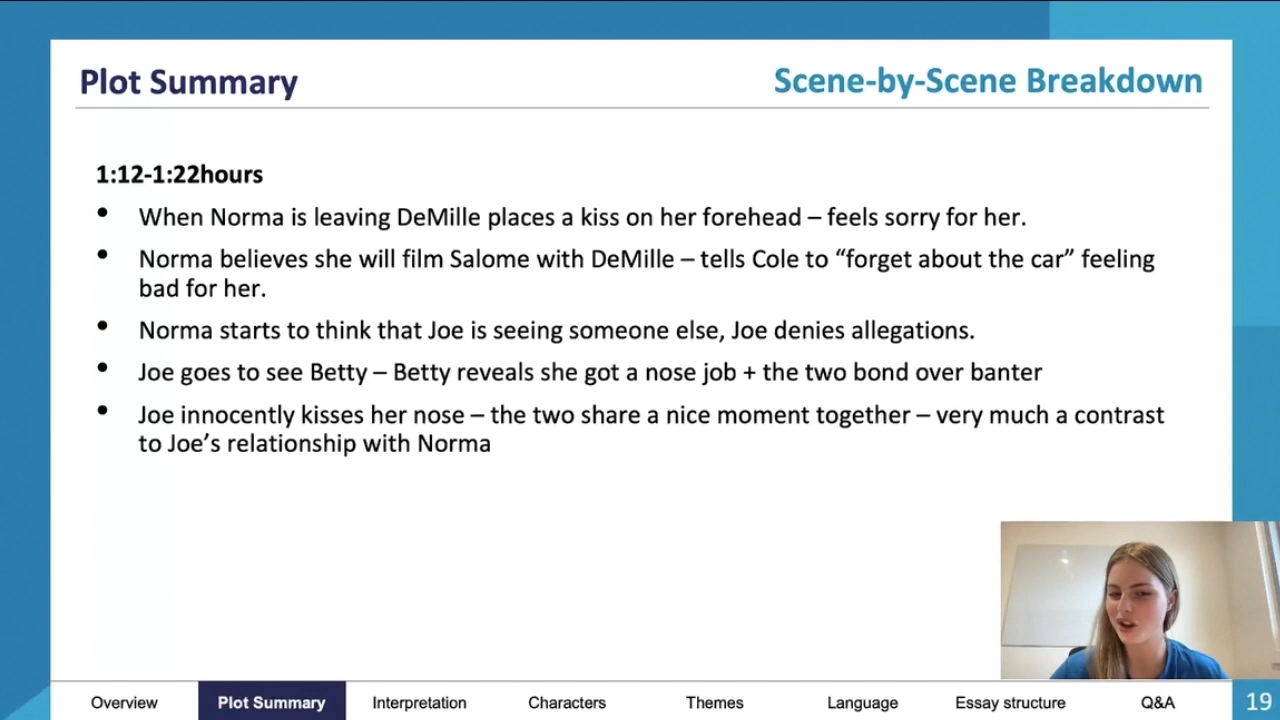 Plot Summary
Scene-by-Scene Breakdown
1:12-1:22hours
• When Norma is leaving DeMille places a kiss on her forehead – feels sorry for her.
• Norma believes she will film Salome with DeMille – tells Cole to “forget about the car” feeling
bad for her.
• Norma starts to think that Joe is seeing someone else, Joe denies allegations.
• Joe goes to see Betty – Betty reveals she got a nose job + the two bond over banter
• Joe innocently kisses her nose – the two share a nice moment together – very much a contrast
to Joe’s relationship with Norma
Overview Plot Summary Interpretation Characters Themes Language Essay structure Q&A 19